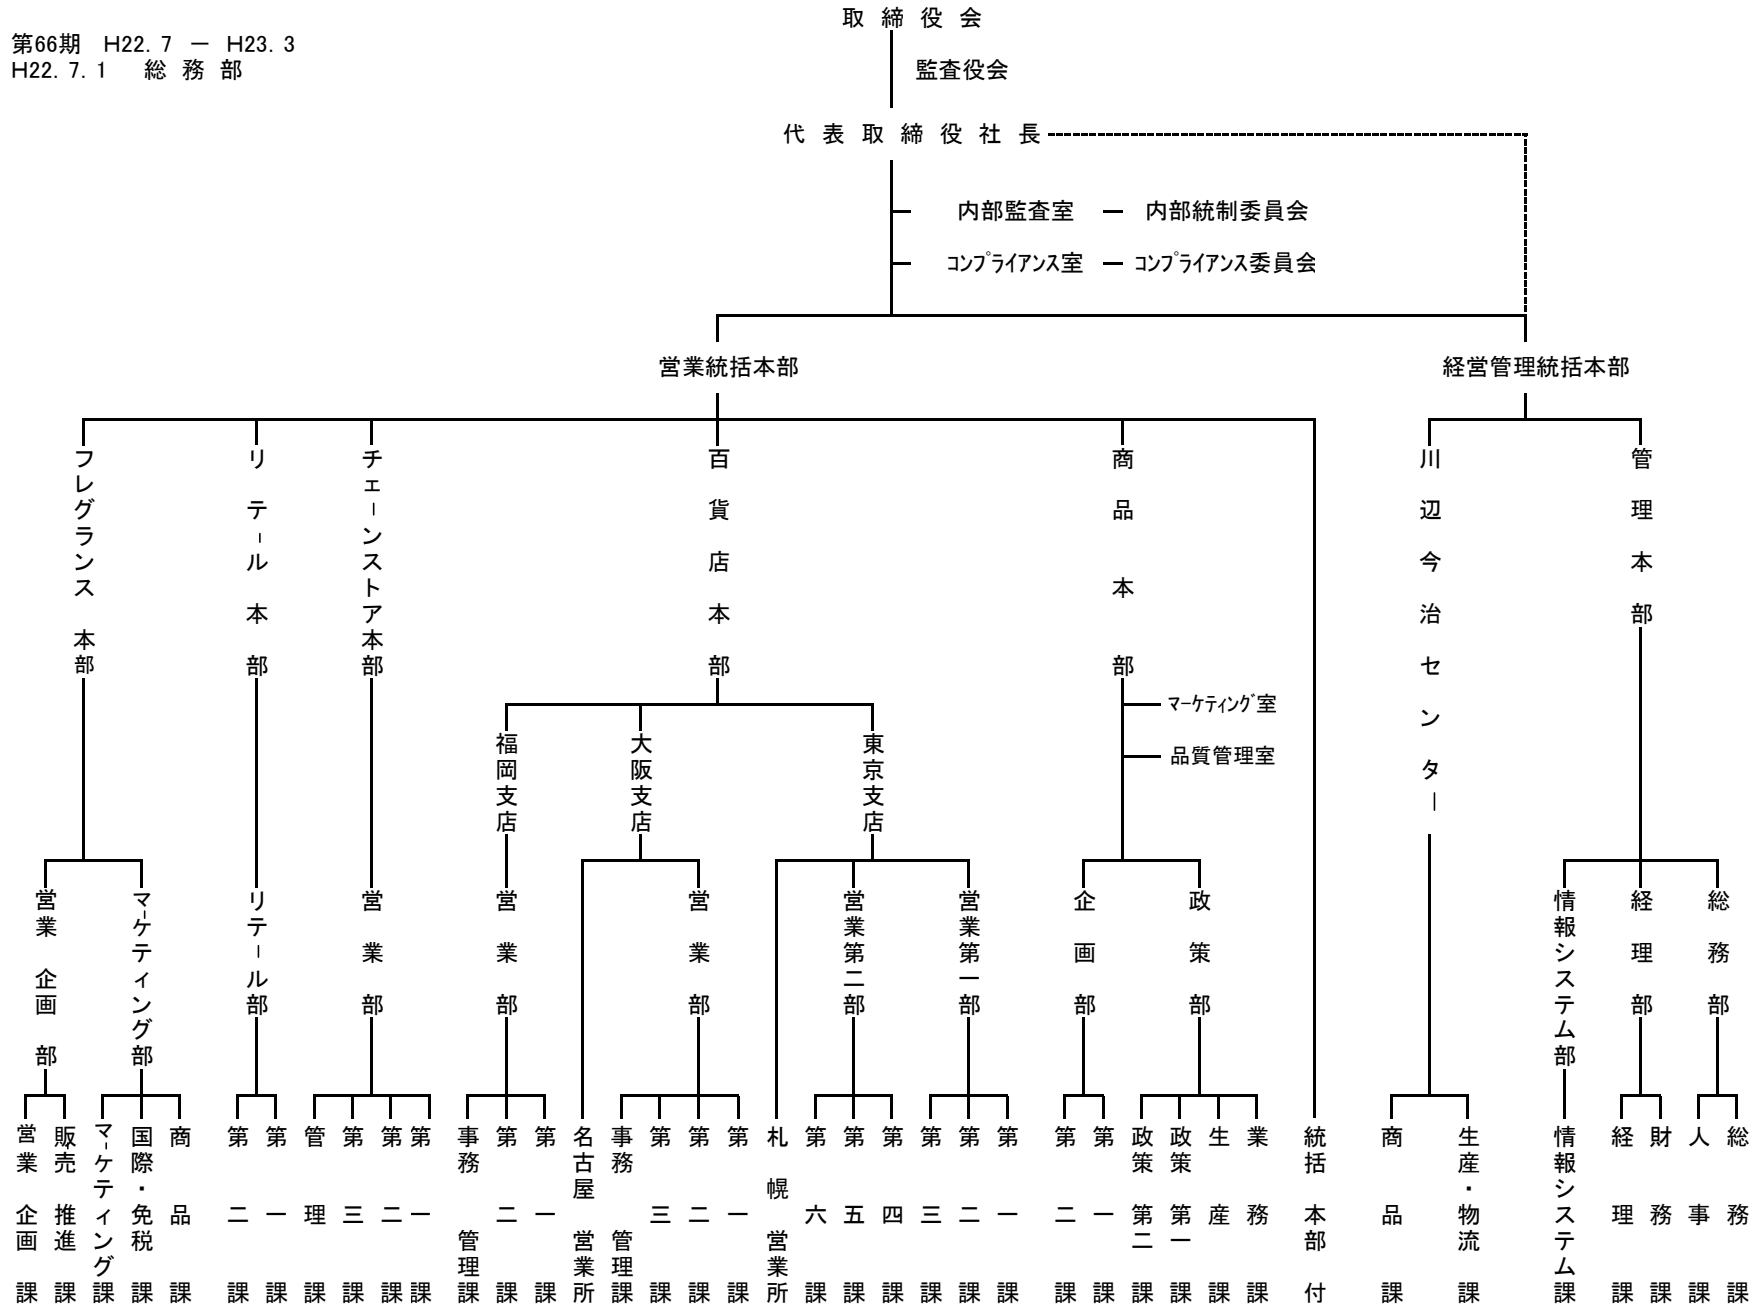 取締役会
第66期 H22.7 － H23.3
H22.7.1 総務部
監査役会
代表取締役社長
内部監査室 － 内部統制委員会
ｺﾝﾌﾟﾗｲｱﾝｽ室 － ｺﾝﾌﾟﾗｲｱﾝｽ委員会
営業統括本部
経営管理統括本部
フレグランス本部
リテール本部
チェーンストア本部
百貨店本部
商品本部
川辺今治センター
管理本部
ﾏｰｹﾃｨﾝｸﾞ室
品質管理室
福岡支店
大阪支店
東京支店
営業企画部
マーケティング部
リテール部
営業部
営業部
営業部
営業第二部
営業第一部
企画部
政策部
情報システム部
経理部
総務部
営業企画課
販売推進課
マーケティング課
国際・免税課
商品課
第二課
第一課
管理課
第三課
第二課
第一課
事務管理課
第二課
第一課
名古屋営業所
事務管理課
第三課
第二課
第一課
札幌営業所
第六課
第五課
第四課
第三課
第二課
第一課
第二課
第一課
政策第二課
政策第一課
生産課
業務課
統括本部付
商品課
生産・物流課
情報システム課
経理課
財務課
人事課
総務課